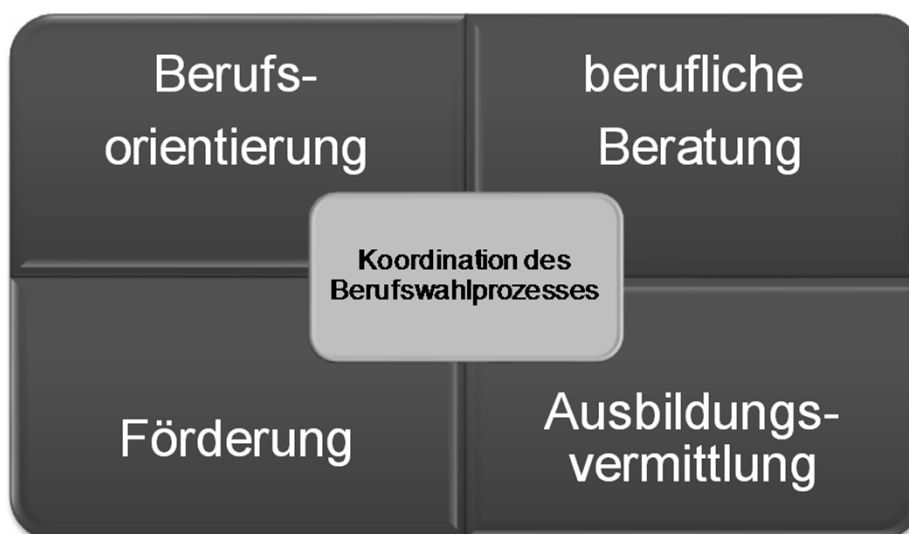 Berufs-
orientierung
berufliche
Beratung
Koordination des
Berufswahlprozesses
Förderung
Ausbildungs-
vermittlung